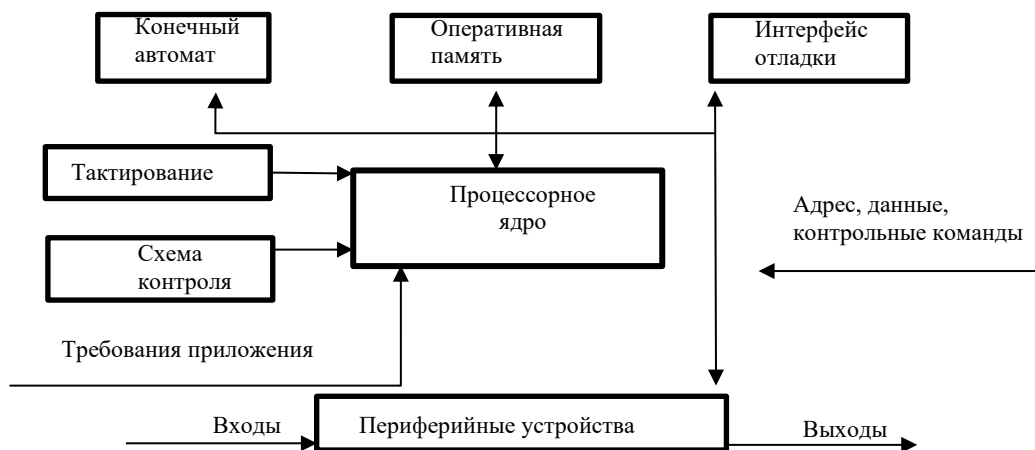 Конечный
автомат
Оперативная
память
Интерфейс
отладки
Тактирование
Процессорное
ядро
Адрес, данные,
контрольные команды
Схема
контроля
Требования приложения
Входы
Периферийные устройства
Выходы